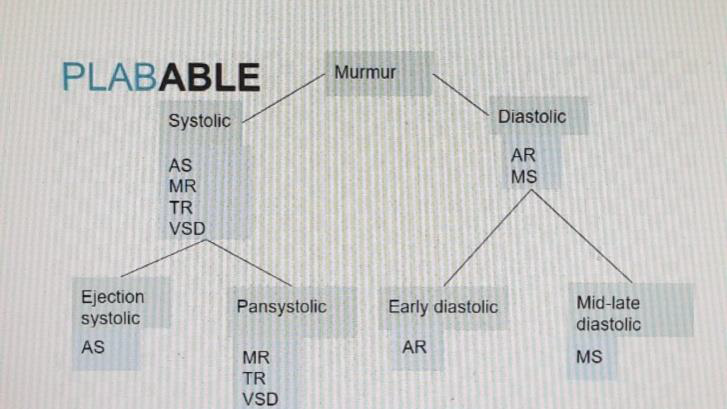 PLABABLE
Murmur
Systolic
AS
MR
TR
VSD
Diastolic
AR
MS
Ejection
systolic
AS
Pansystolic
MR
TR
VSD
Early diastolic
AR
Mid-late
diastolic
MS